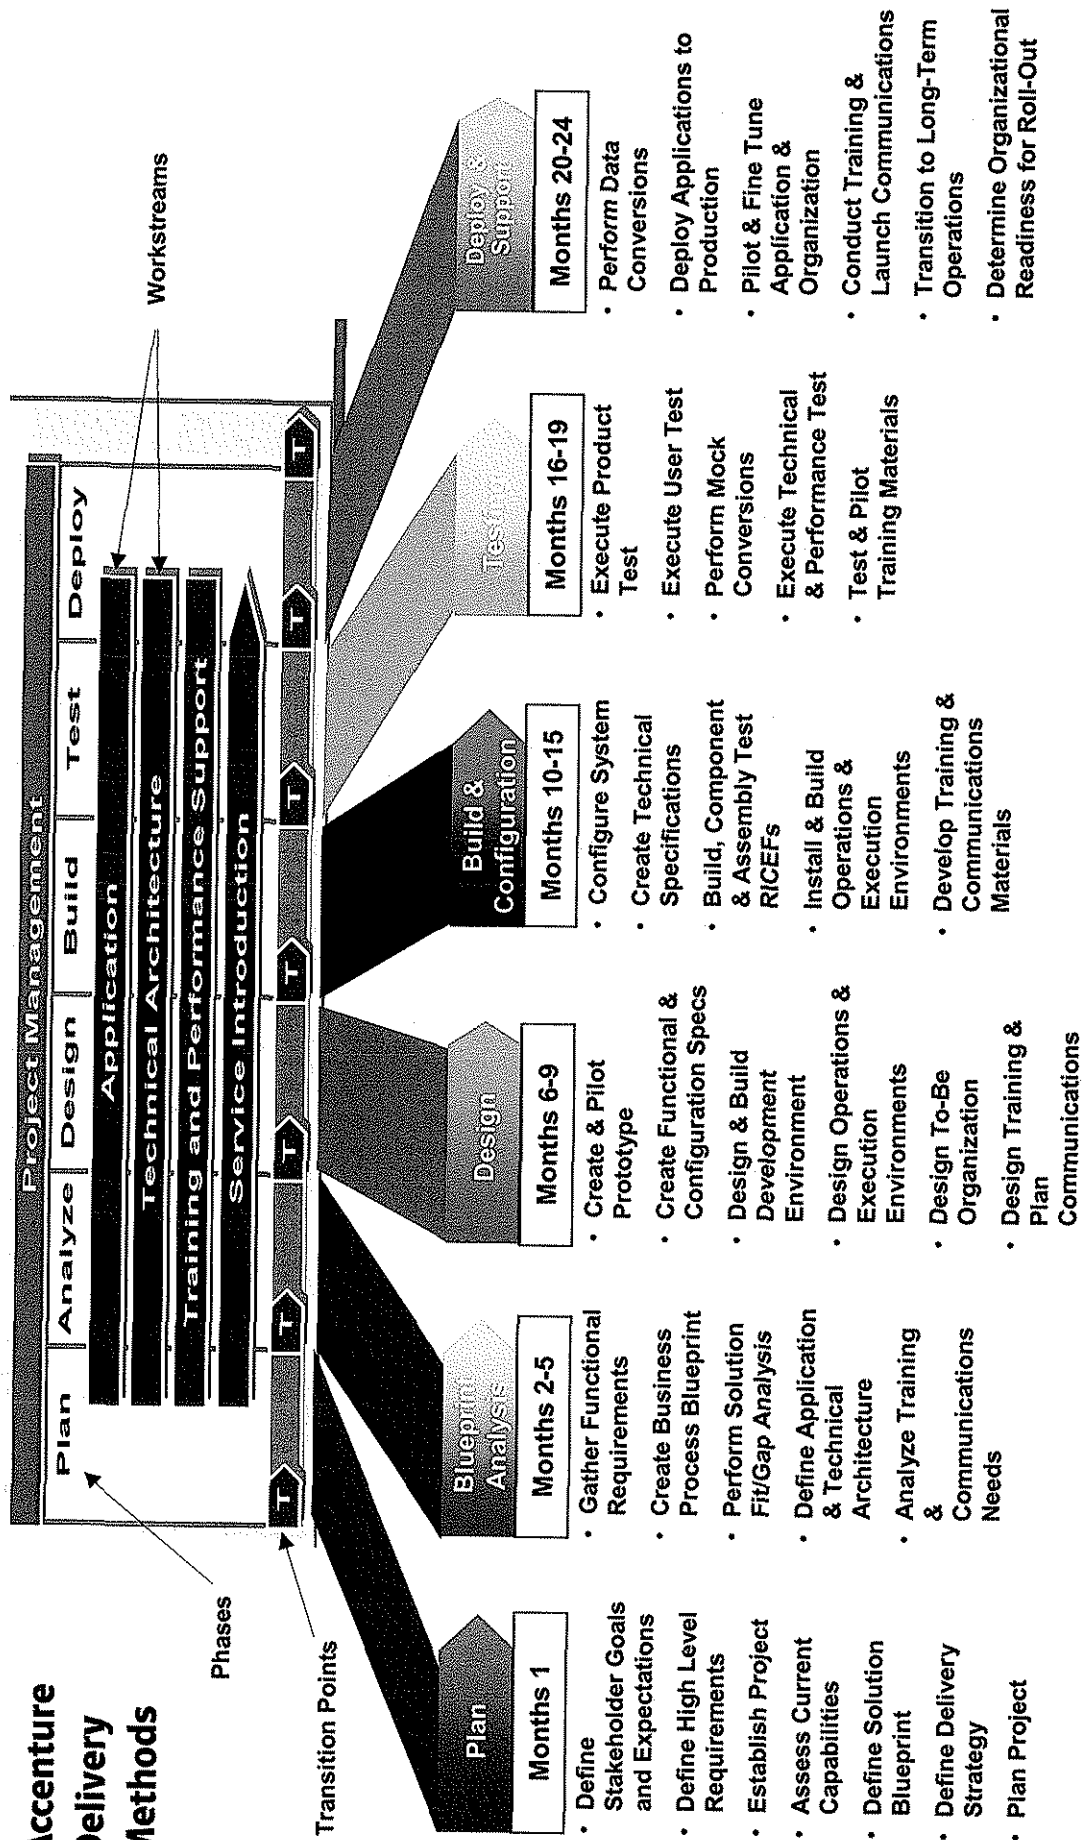 Accenture
Delivery
Methods
Project Management
Plan
Analyze
Design
Build
Test
Deploy
Application
Technical Architecture
Training and Performance Support
Service Introduction
T
T
T
T
T
T
T
Workstreams
Phases
Transition Points
Plan
Months 1
• Define
Stakeholder Goals
and Expectations
• Define High Level
Requirements
• Establish Project
• Assess Current
Capabilities
• Define Solution
Blueprint
• Define Delivery
Strategy
• Plan Project
Blueprint
Analysis
Months 2-5
• Gather Functional
Requirements
• Create Business
Process Blueprint
• Perform Solution
Fit/Gap Analysis
• Define Application
& Technical
Architecture
• Analyze Training
&
Communications
Needs
Design
Months 6-9
• Create & Pilot
Prototype
• Create Functional &
Configuration Specs
• Design & Build
Development
Environment
• Design Operations &
Execution
Environments
• Design To-Be
Organization
• Design Training &
Plan
Communications
Build &
Configuration
Months 10-15
• Configure System
• Create Technical
Specifications
• Build, Component
& Assembly Test
RICEFs
• Install & Build
Operations &
Execution
Environments
• Develop Training &
Communications
Materials
Test
Months 16-19
• Execute Product
Test
• Execute User Test
• Perform Mock
Conversions
• Execute Technical
& Performance Test
• Test & Pilot
Training Materials
Deploy &
Support
Months 20-24
• Perform Data
Conversions
• Deploy Applications to
Production
• Pilot & Fine Tune
Application &
Organization
• Conduct Training &
Launch Communications
• Transition to Long-Term
Operations
• Determine Organizational
Readiness for Roll-Out